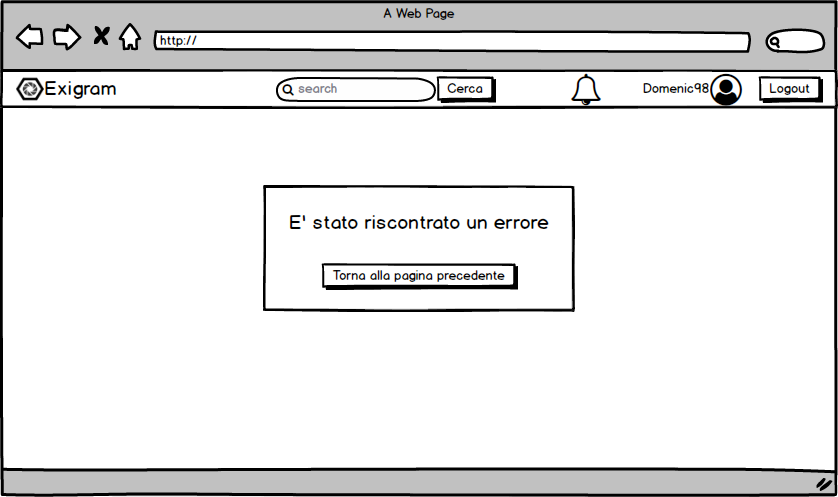 A Web Page
http://
Exigram
search
Cerca
Domenic98
Logout
E' stato riscontrato un errore
Torna alla pagina precedente